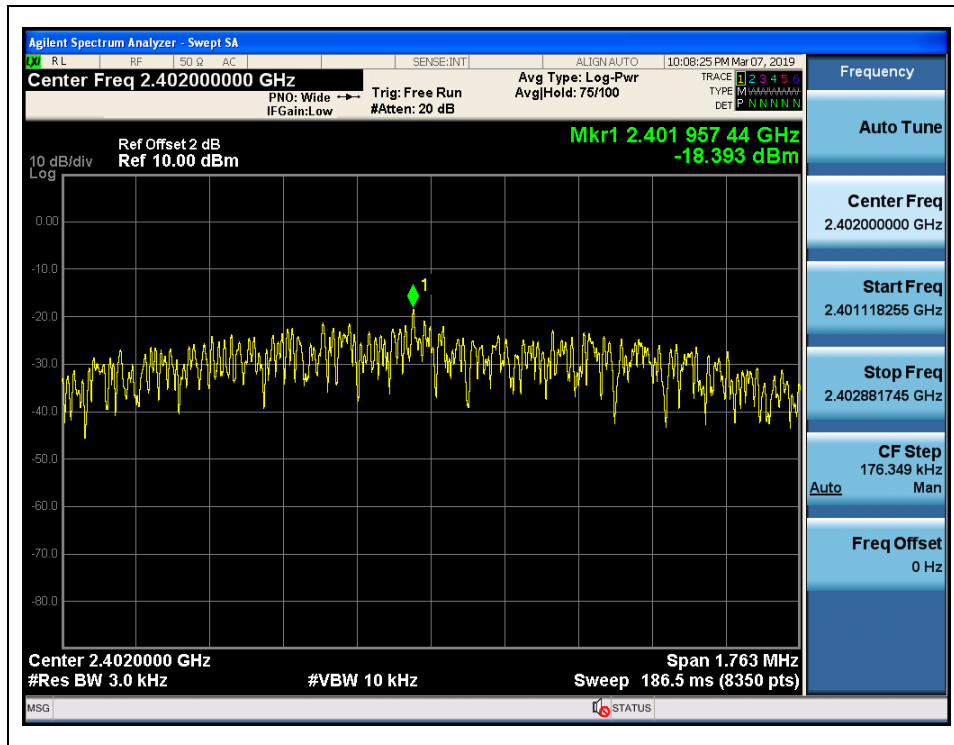 Agilent Spectrum Analyzer - Swept SA
LXI RL RF 50 Ω AC SENSE:INT ALIGN AUTO 10:08:25 PM Mar 07, 2019
Center Freq 2.402000000 GHz
PNO: Wide
IFGain:Low
Trig: Free Run
#Atten: 20 dB
Avg Type: Log-Pwr
Avg|Hold: 75/100
TRACE 1 2 3 4 5 6
TYPE M
DET P N N N N N
Mkr1 2.401 957 44 GHz
-18.393 dBm
Ref Offset 2 dB
10 dB/div Ref 10.00 dBm
Log
0.00
-10.0
-20.0
-30.0
-40.0
-50.0
-60.0
-70.0
-80.0
1
Center 2.4020000 GHz Span 1.763 MHz
#Res BW 3.0 kHz #VBW 10 kHz Sweep 186.5 ms (8350 pts)
MSG STATUS
Frequency
Auto Tune
Center Freq
2.402000000 GHz
Start Freq
2.401118255 GHz
Stop Freq
2.402881745 GHz
CF Step
176.349 kHz
Auto Man
Freq Offset
0 Hz